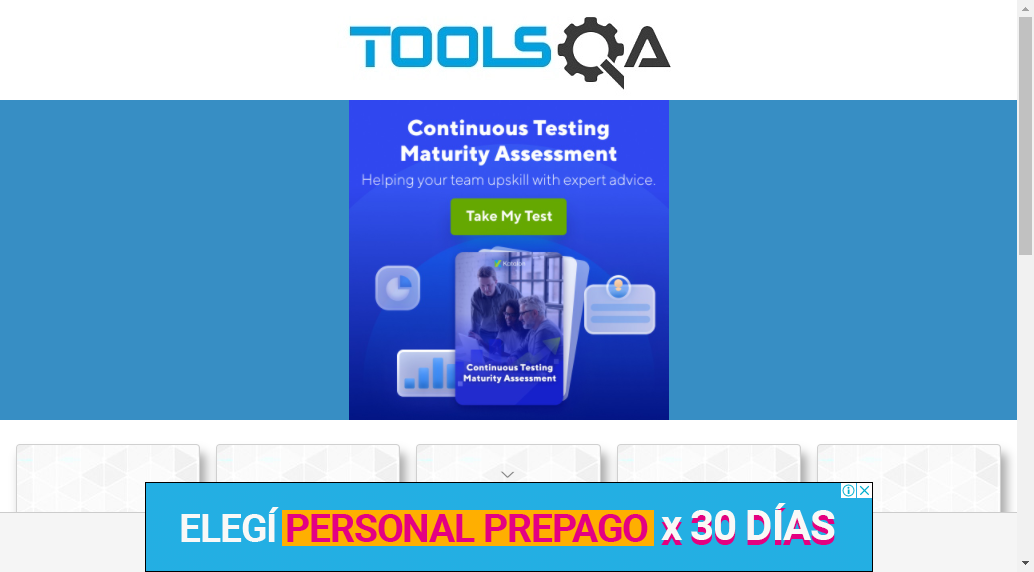 TOOLSQA
Continuous Testing
Maturity Assessment
Helping your team upskill with expert advice.
Take My Test
Katalon
Continuous Testing
Maturity Assessment
ELEGÍ PERSONAL PREPAGO x 30 DÍAS